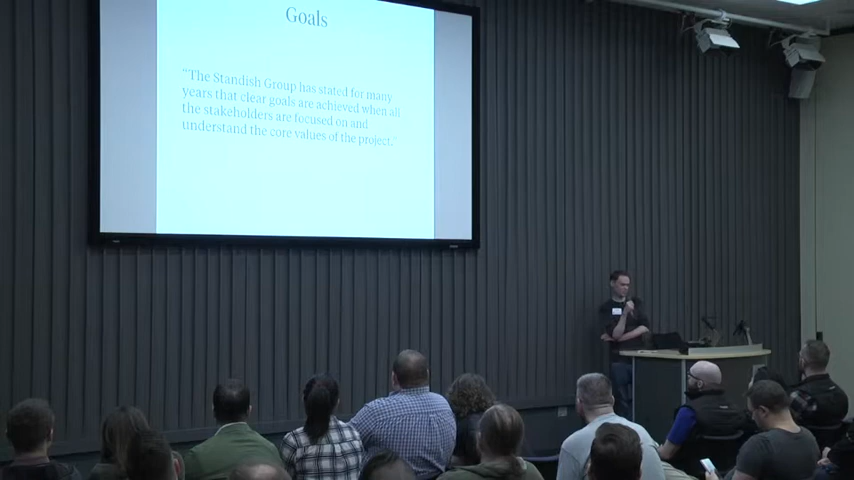 Goals
"The Standish Group has stated for many
years that clear goals are achieved when all
the stakeholders are focused on and
understand the core values of the project."